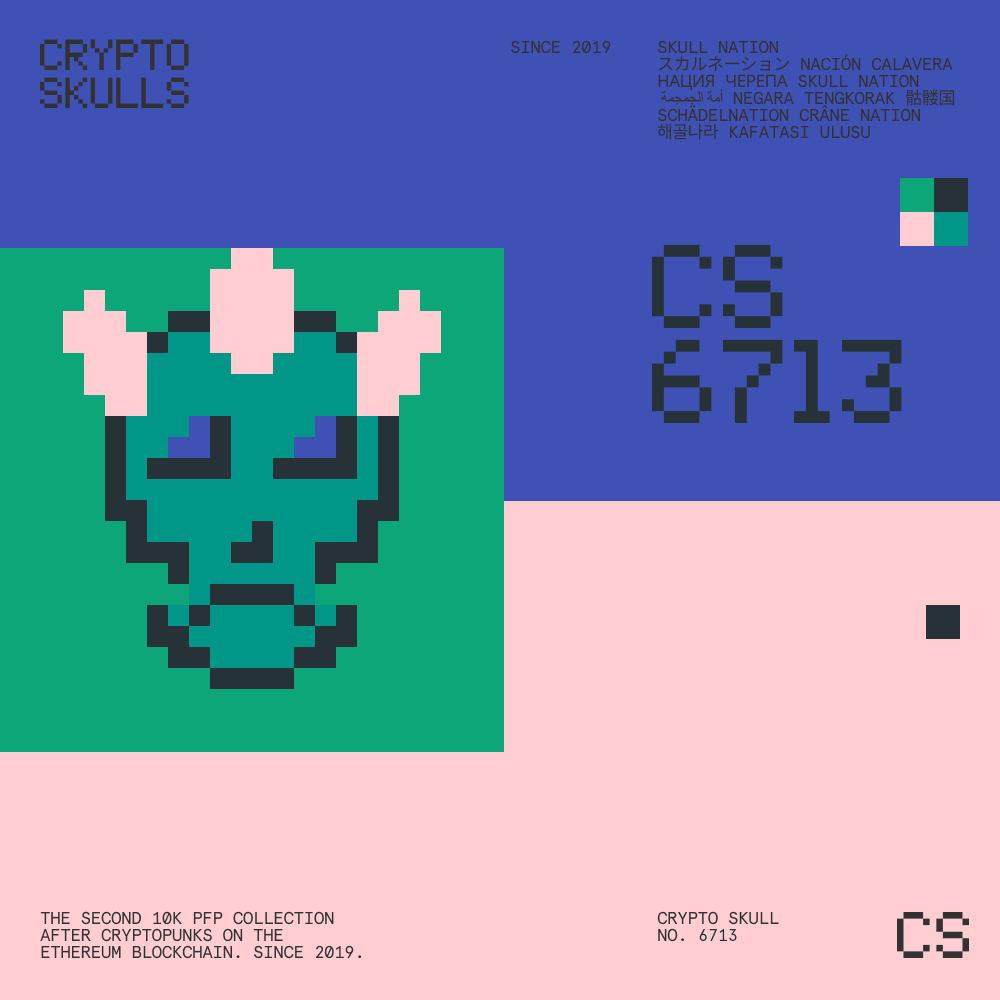 CRYPTO
SKULLS
SINCE 2019
SKULL NATION
スカルネーション NACIÓN CALAVERA
НАЦИЯ ЧЕРЕПА SKULL NATION
أمة الجمجمة NEGARA TENGKORAK 骷髅国
SCHÄDELNATION CRÂNE NATION
해골나라 KAFATASI ULUSU
CS
6713
THE SECOND 10K PFP COLLECTION
AFTER CRYPTOPUNKS ON THE
ETHEREUM BLOCKCHAIN. SINCE 2019.
CRYPTO SKULL
NO. 6713
CS